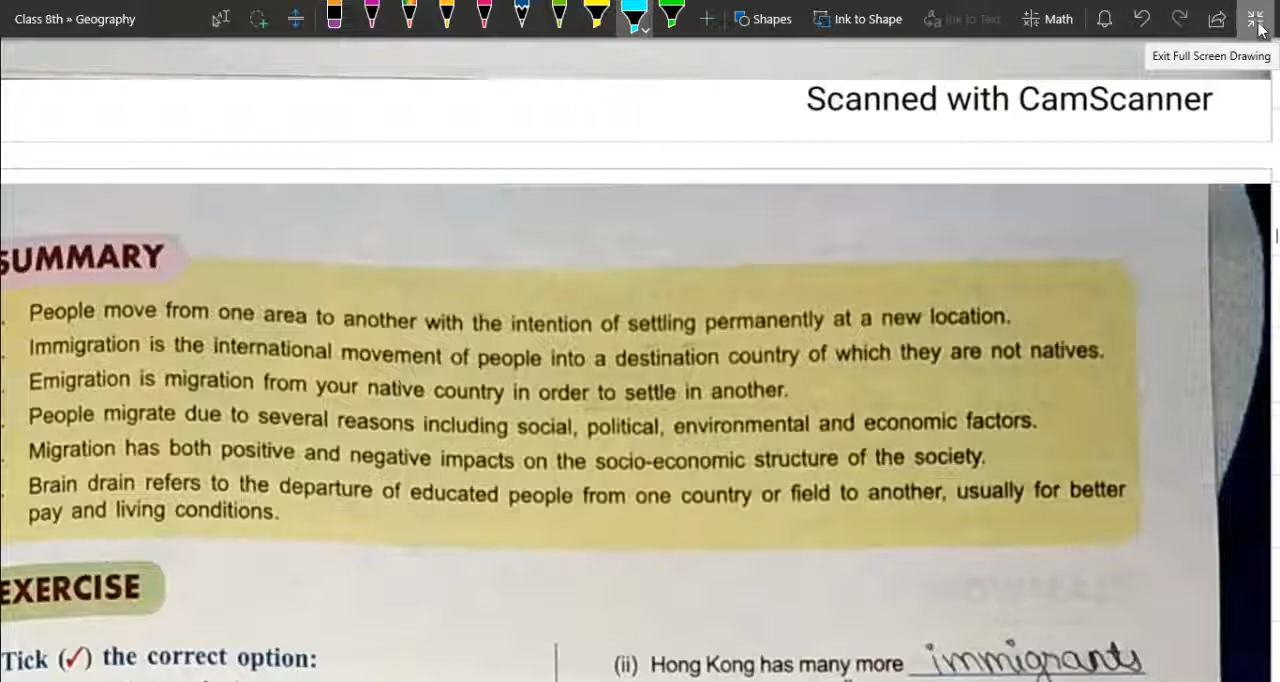 Class 8th » Geography
Ink to Shape
Shapes
Ink to Text
Math
Exit Full Screen Drawing
Scanned with CamScanner
SUMMARY
People move from one area to another with the intention of settling permanently at a new location.
Immigration is the international movement of people into a destination country of which they are not natives.
Emigration is migration from your native country in order to settle in another.
People migrate due to several reasons including social, political, environmental and economic factors.
Migration has both positive and negative impacts on the socio-economic structure of the society.
Brain drain refers to the departure of educated people from one country or field to another, usually for better
pay and living conditions.
EXERCISE
Tick (✓) the correct option:
(ii) Hong Kong has many more immigrants